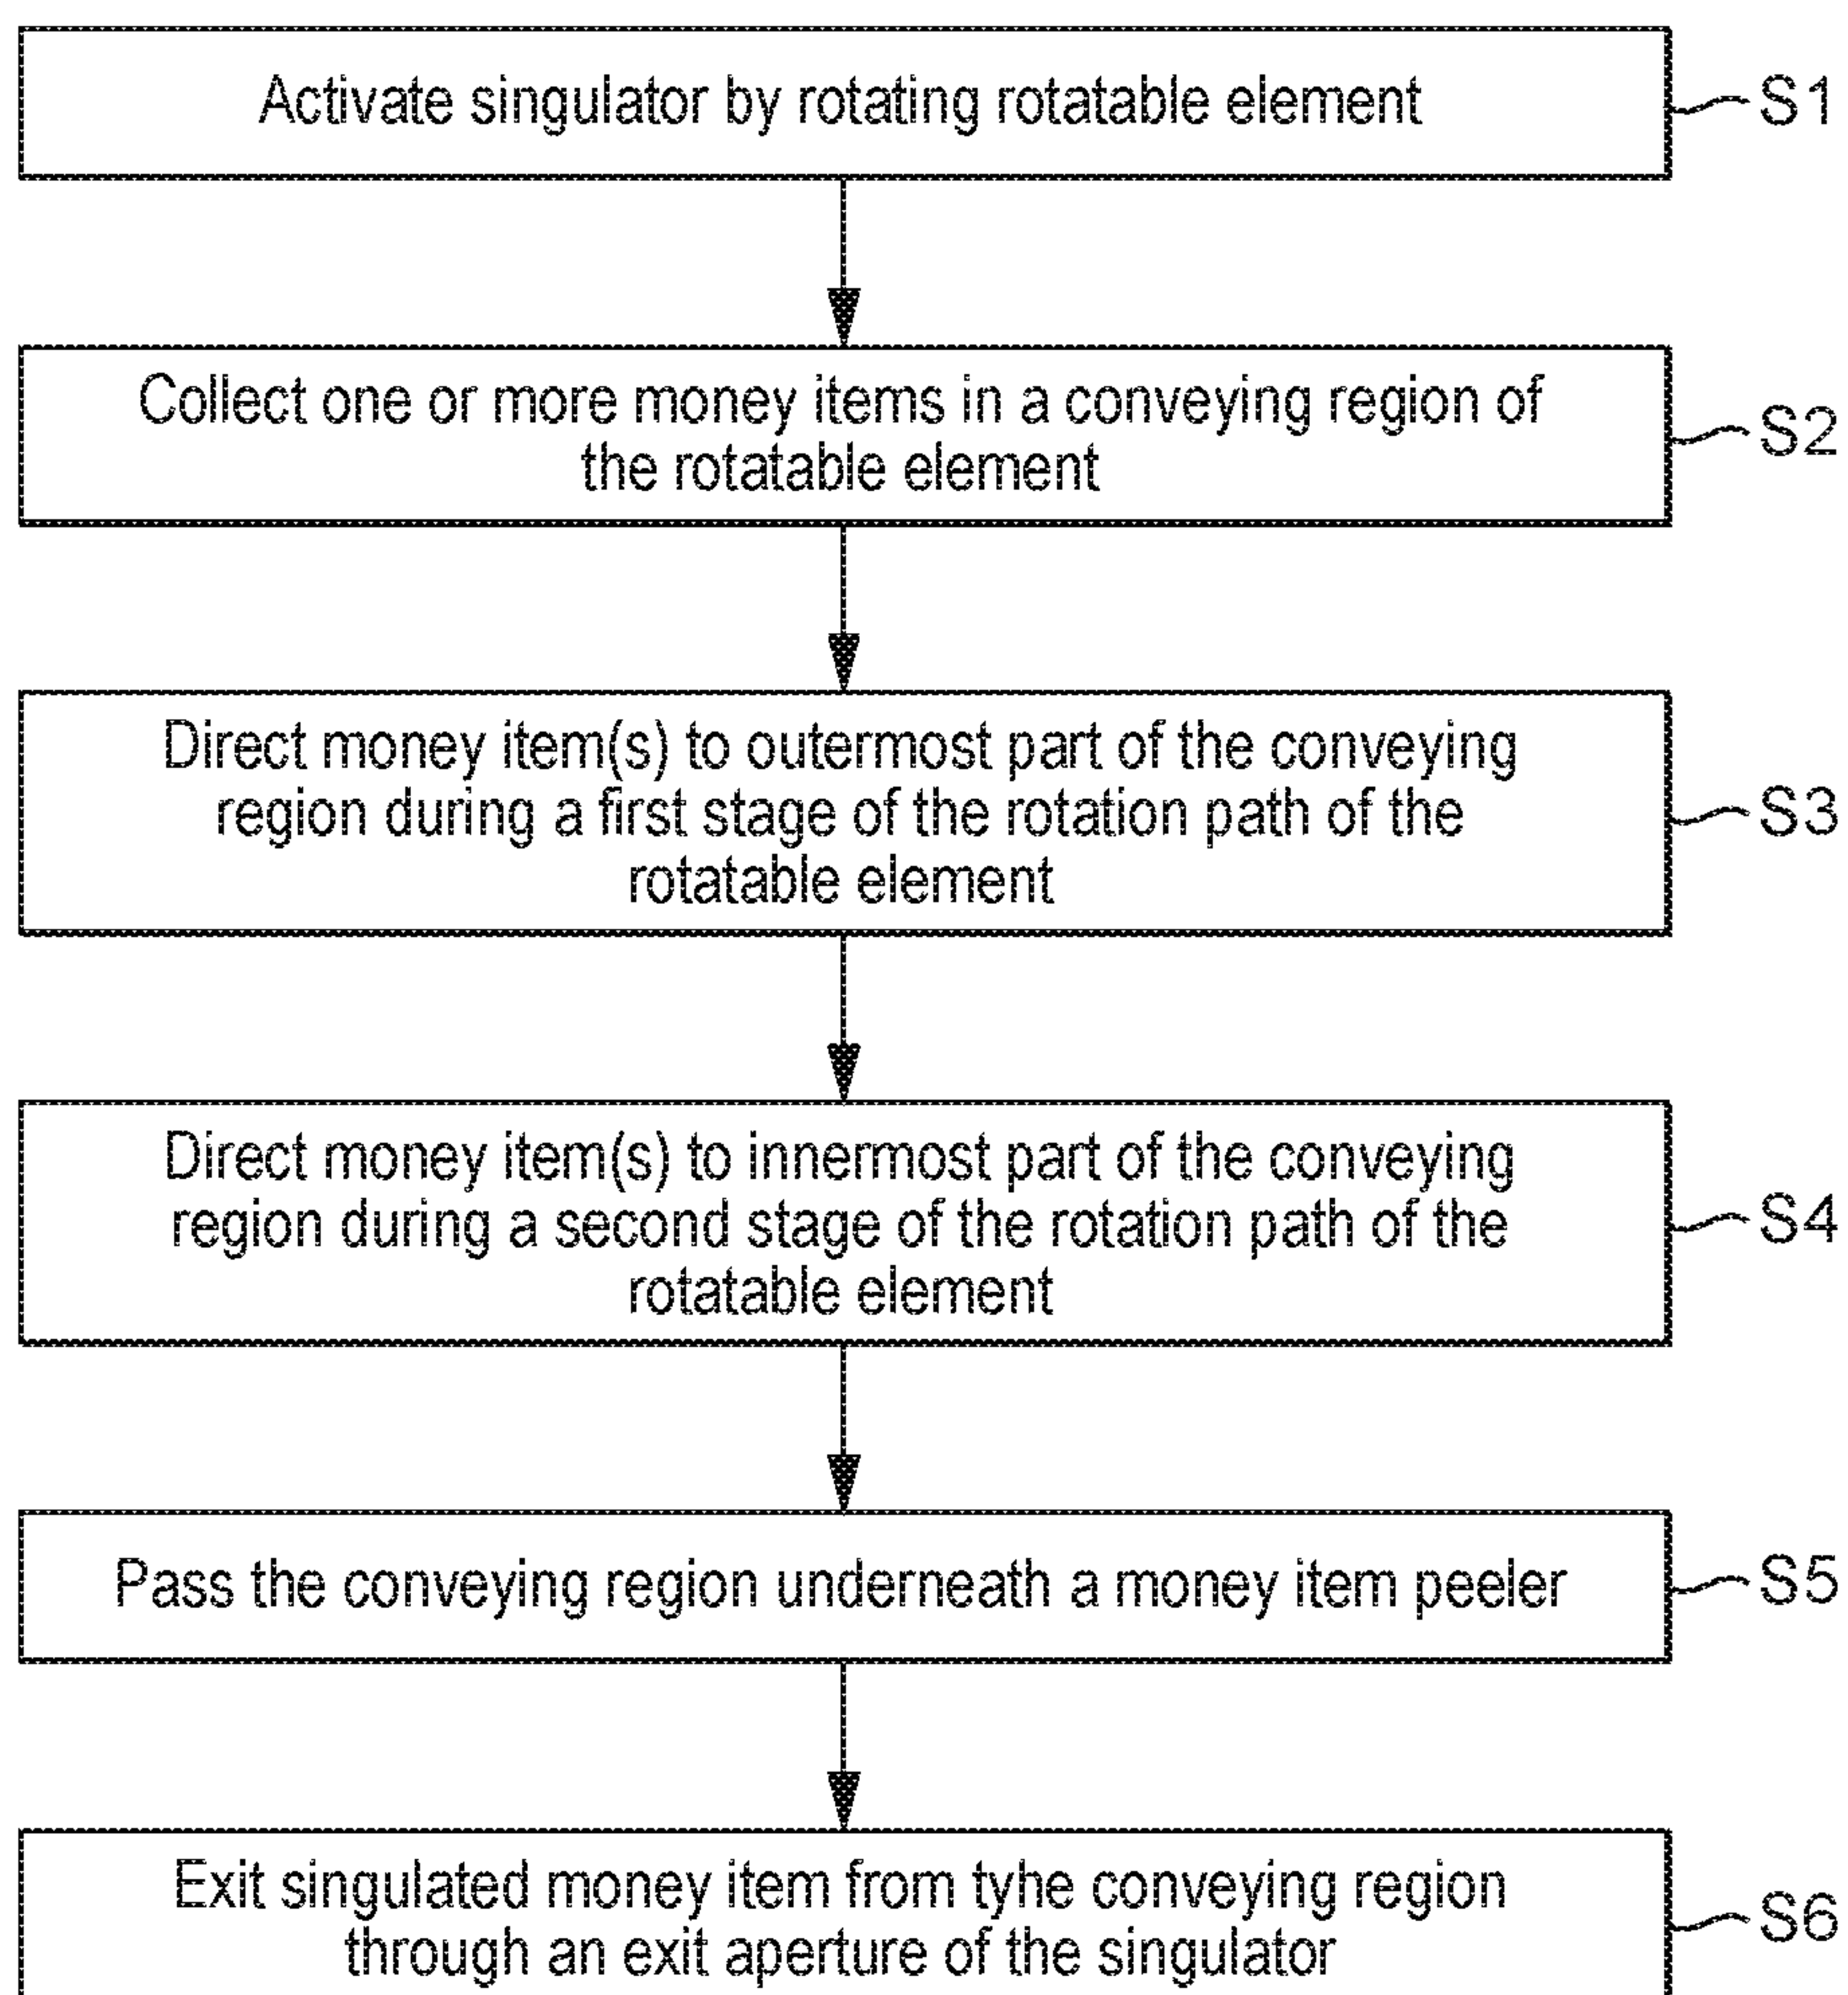 Activate singulator by rotating rotatable element
S1
Collect one or more money items in a conveying region of
the rotatable element
S2
Direct money item(s) to outermost part of the conveying
region during a first stage of the rotation path of the
rotatable element
S3
Direct money item(s) to innermost part of the conveying
region during a second stage of the rotation path of the
rotatable element
S4
Pass the conveying region underneath a money item peeler
S5
Exit singulated money item from tyhe conveying region
through an exit aperture of the singulator
S6